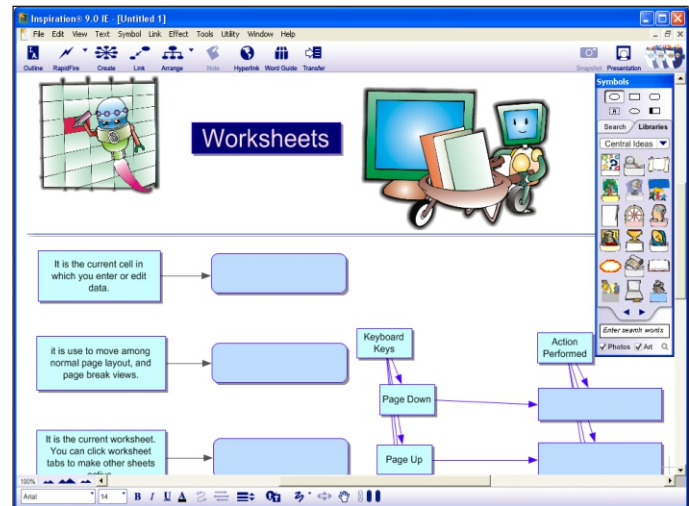 Inspiration® 9.0 IE - [Untitled 1]
File Edit View Text Symbol Link Effect Tools Utility Window Help
Outline RapidFire Create Link Arrange Note Hyperlink Word Guide Transfer Snapshot Presentation
Worksheets
Symbols
Search Libraries
Central Ideas
Enter search words
Photos Art
It is the current cell in
which you enter or edit
data.
it is use to move among
normal page layout, and
page break views.
It is the current worksheet.
You can click worksheet
tabs to make other sheets
active.
Keyboard
Keys
Page Down
Page Up
Action
Performed
100%
Arial 14 B I U A